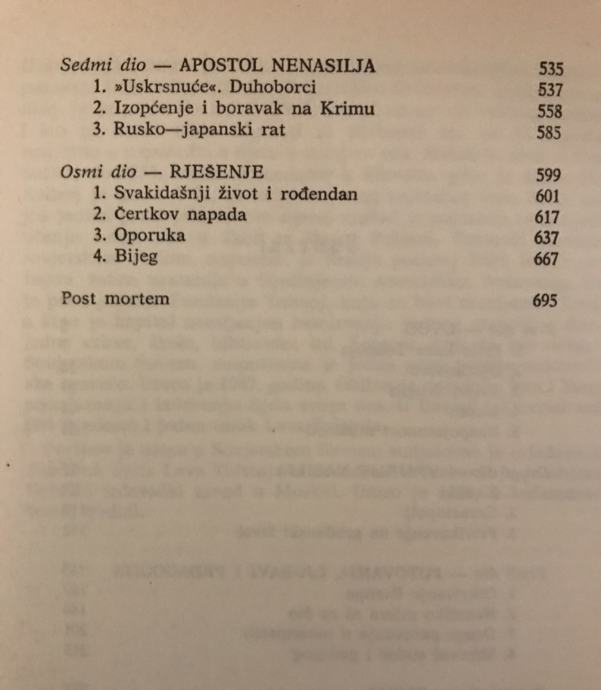 Sedmi dio — APOSTOL NENASILJA 535
1. »Uskrsnuće«. Duhoborci 537
2. Izopćenje i boravak na Krimu 558
3. Rusko—japanski rat 585
Osmi dio — RJEŠENJE 599
1. Svakidašnji život i rođendan 601
2. Čertkov napada 617
3. Oporuka 637
4. Bijeg 667
Post mortem 695